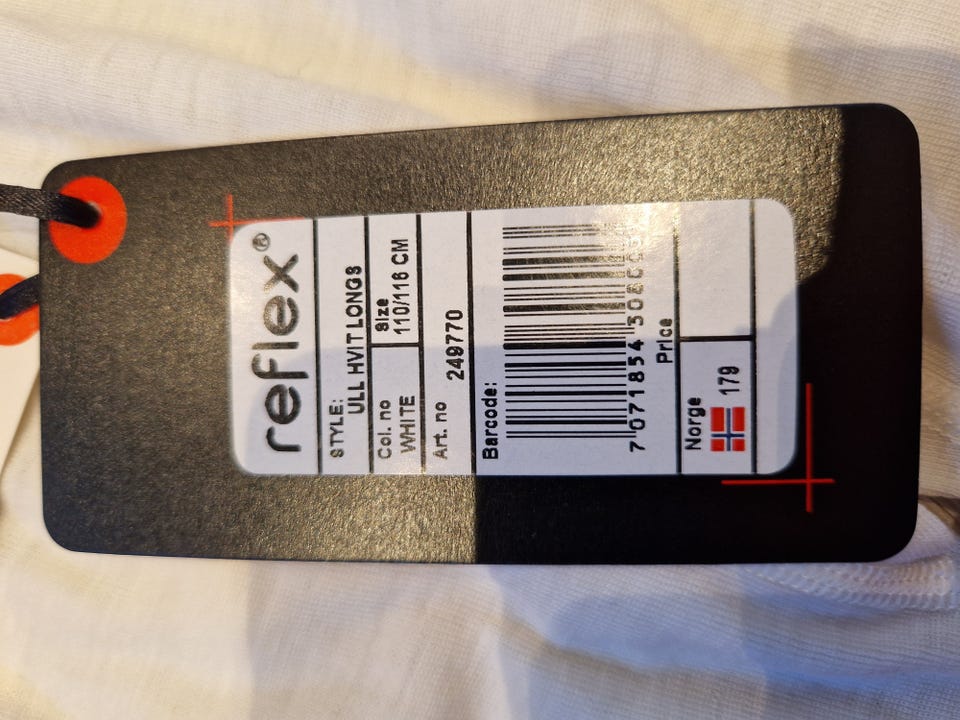 reflex®
STYLE:
ULL HVIT LONGS
Col. no Size
WHITE 110/116 CM
Art. no
249770
Barcode:
7 071854
Price
Norge
179